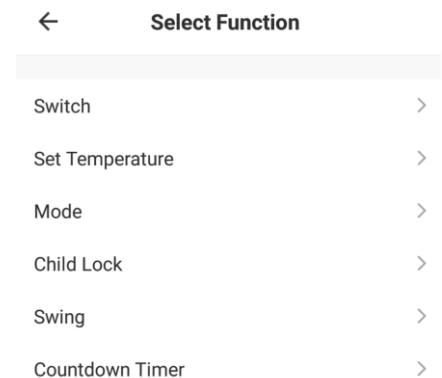 Select Function
Switch
Set Temperature
Mode
Child Lock
Swing
Countdown Timer